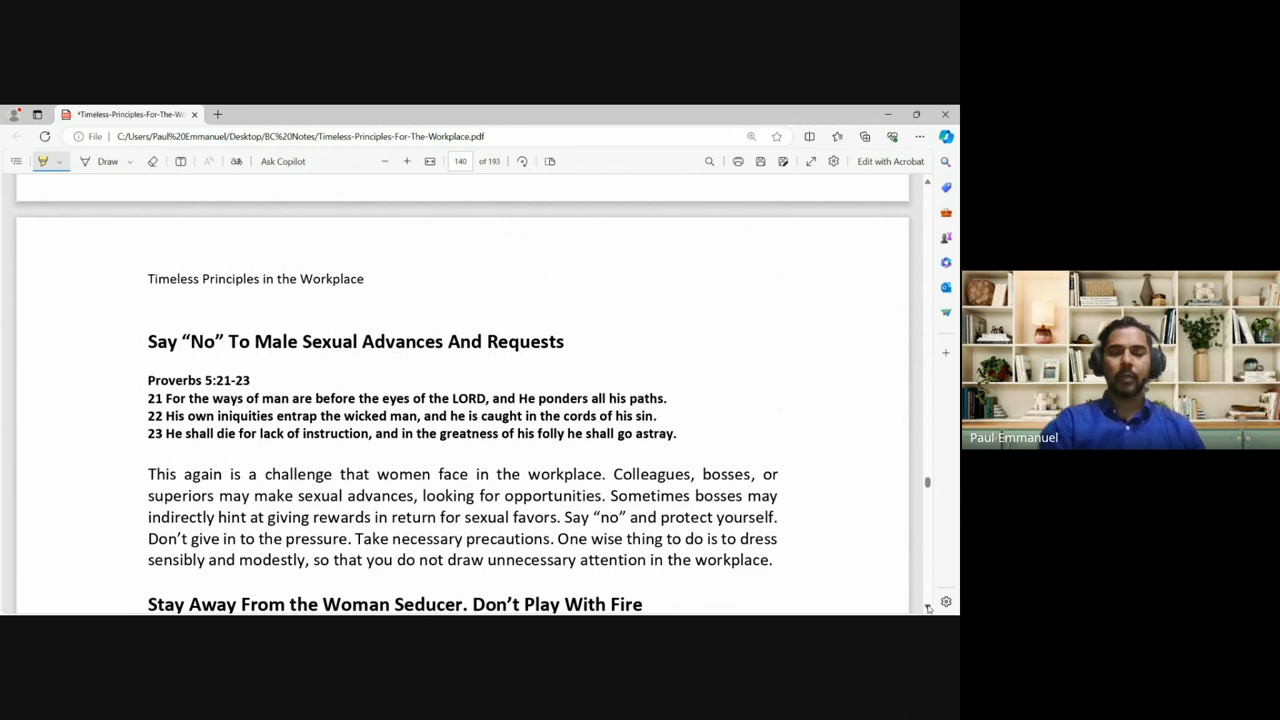 *Timeless-Principles-For-The-Wo
File
C:/Users/Paul%20Emmanuel/Desktop/BC%20Notes/Timeless-Principles-For-The-Workplace.pdf
Draw
Ask Copilot
140 of 193
Edit with Acrobat
Timeless Principles in the Workplace
Say “No” To Male Sexual Advances And Requests
Proverbs 5:21-23
21 For the ways of man are before the eyes of the LORD, and He ponders all his paths.
22 His own iniquities entrap the wicked man, and he is caught in the cords of his sin.
23 He shall die for lack of instruction, and in the greatness of his folly he shall go astray.
This again is a challenge that women face in the workplace. Colleagues, bosses, or
superiors may make sexual advances, looking for opportunities. Sometimes bosses may
indirectly hint at giving rewards in return for sexual favors. Say “no” and protect yourself.
Don’t give in to the pressure. Take necessary precautions. One wise thing to do is to dress
sensibly and modestly, so that you do not draw unnecessary attention in the workplace.
Stay Away From the Woman Seducer. Don’t Play With Fire
Paul Emmanuel